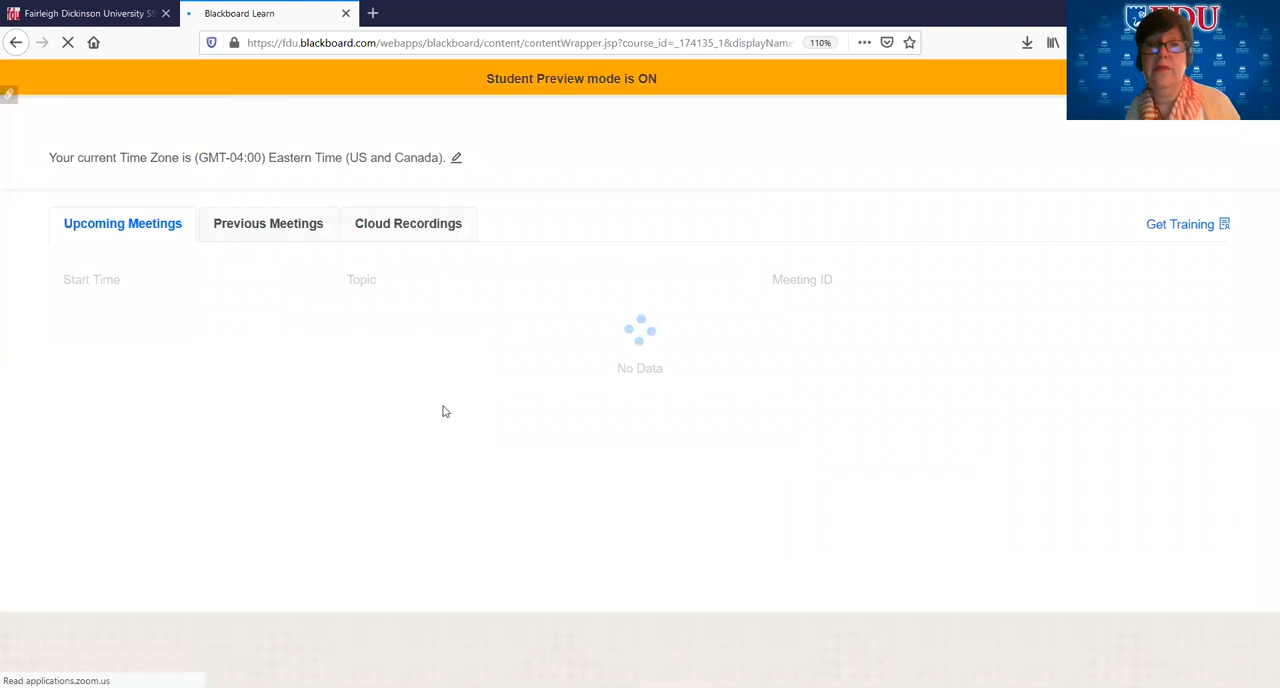 Fairleigh Dickinson University SS
Blackboard Learn
https://fdu.blackboard.com/webapps/blackboard/content/contentWrapper.jsp?course_id=_174135_1&displayName
110%
FDU
Student Preview mode is ON
Your current Time Zone is (GMT-04:00) Eastern Time (US and Canada).
Upcoming Meetings Previous Meetings Cloud Recordings Get Training
Start Time Topic Meeting ID
No Data
Read applications.zoom.us